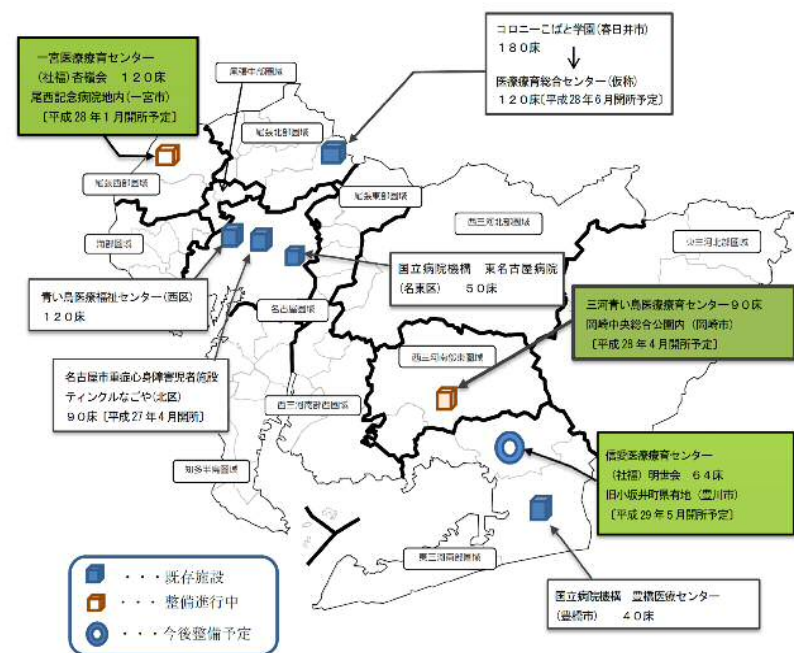 一宮医療療育センター
(社福)杏嶺会 120床
尾西記念病院地内(一宮市)
〔平成28年1月開所予定〕
尾張中部圏域
コロニーこばと学園(春日井市)
180床
医療療育総合センター(仮称)
120床〔平成28年6月開所予定〕
尾張北部圏域
尾張西部圏域
尾張東部圏域
西三河北部圏域
東三河北部圏域
海部圏域
青い鳥医療福祉センター(西区)
120床
国立病院機構 東名古屋病院
(名東区) 50床
名古屋圏域
三河青い鳥医療療育センター90床
岡崎中央総合公園内(岡崎市)
〔平成28年4月開所予定〕
西三河南部東圏域
名古屋市重症心身障害児者施設
ティンクルなごや(北区)
90床〔平成27年4月開所〕
西三河南部西圏域
知多半島圏域
信愛医療療育センター
(社福)明世会 64床
旧小坂井町県有地(豊川市)
〔平成29年5月開所予定〕
東三河南部圏域
国立病院機構 豊橋医療センター
(豊橋市) 40床
・・・既存施設
・・・整備進行中
・・・今後整備予定